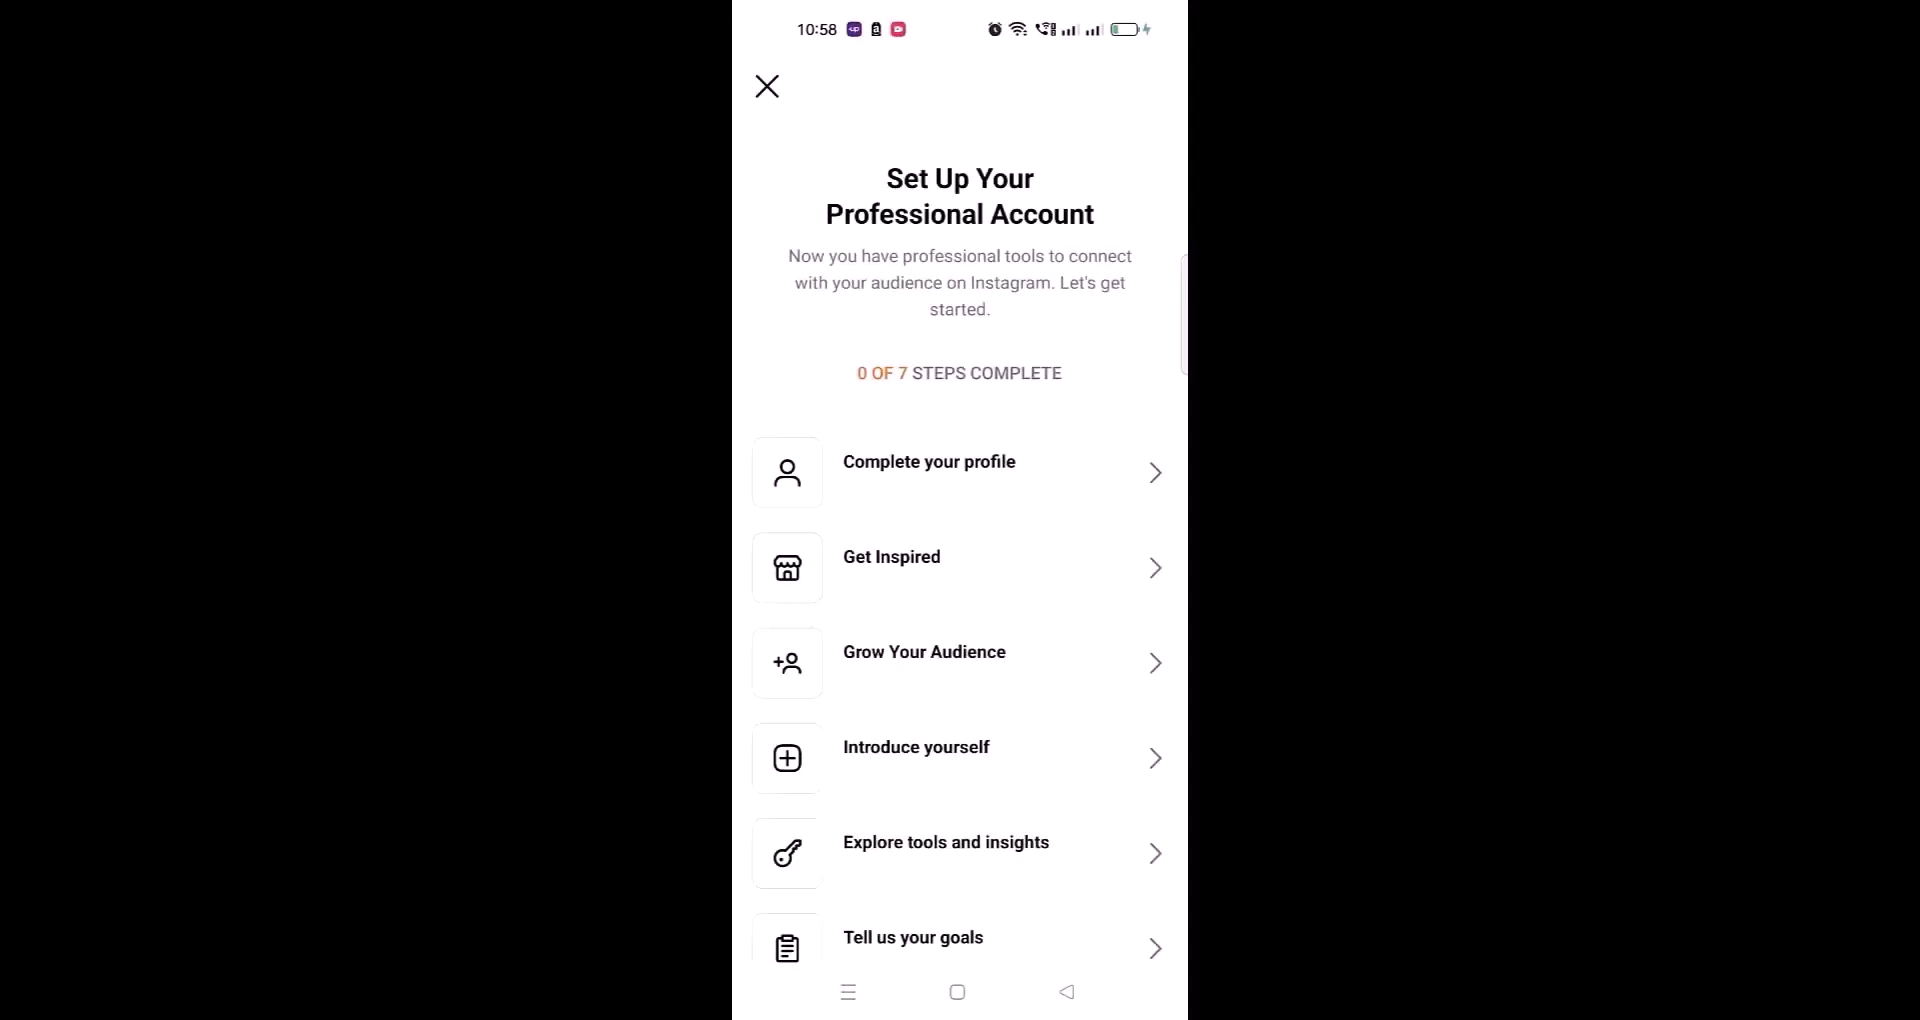 10:58
Set Up Your
Professional Account
Now you have professional tools to connect
with your audience on Instagram. Let's get
started.
0 OF 7 STEPS COMPLETE
Complete your profile
Get Inspired
Grow Your Audience
Introduce yourself
Explore tools and insights
Tell us your goals